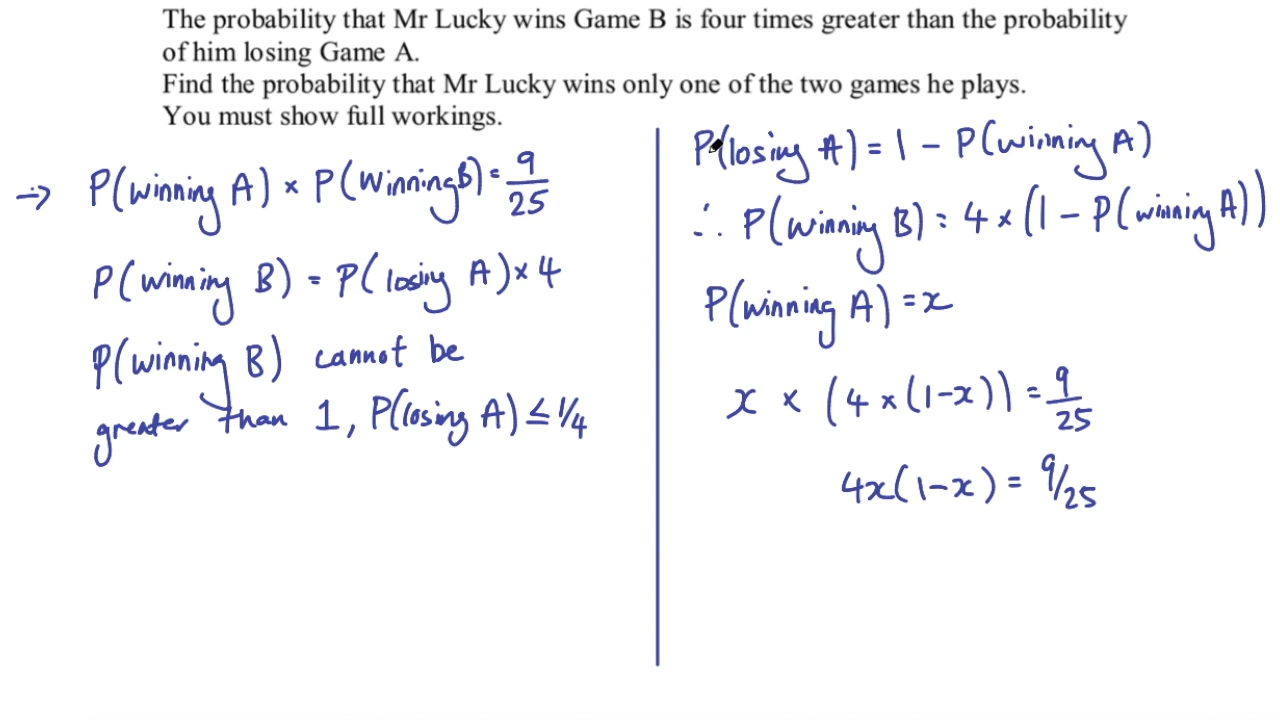 The probability that Mr Lucky wins Game B is four times greater than the probability
of him losing Game A.
Find the probability that Mr Lucky wins only one of the two games he plays.
You must show full workings.
→ P(winning A) × P(winning B) = 9/25
P(winning B) = P(losing A) × 4
P(winning B) cannot be
greater than 1, P(losing A) ≤ 1/4
P(losing A) = 1 − P(winning A)
∴ P(winning B) = 4 × (1 − P(winning A))
P(winning A) = x
x × (4 × (1−x)) = 9/25
4x(1−x) = 9/25